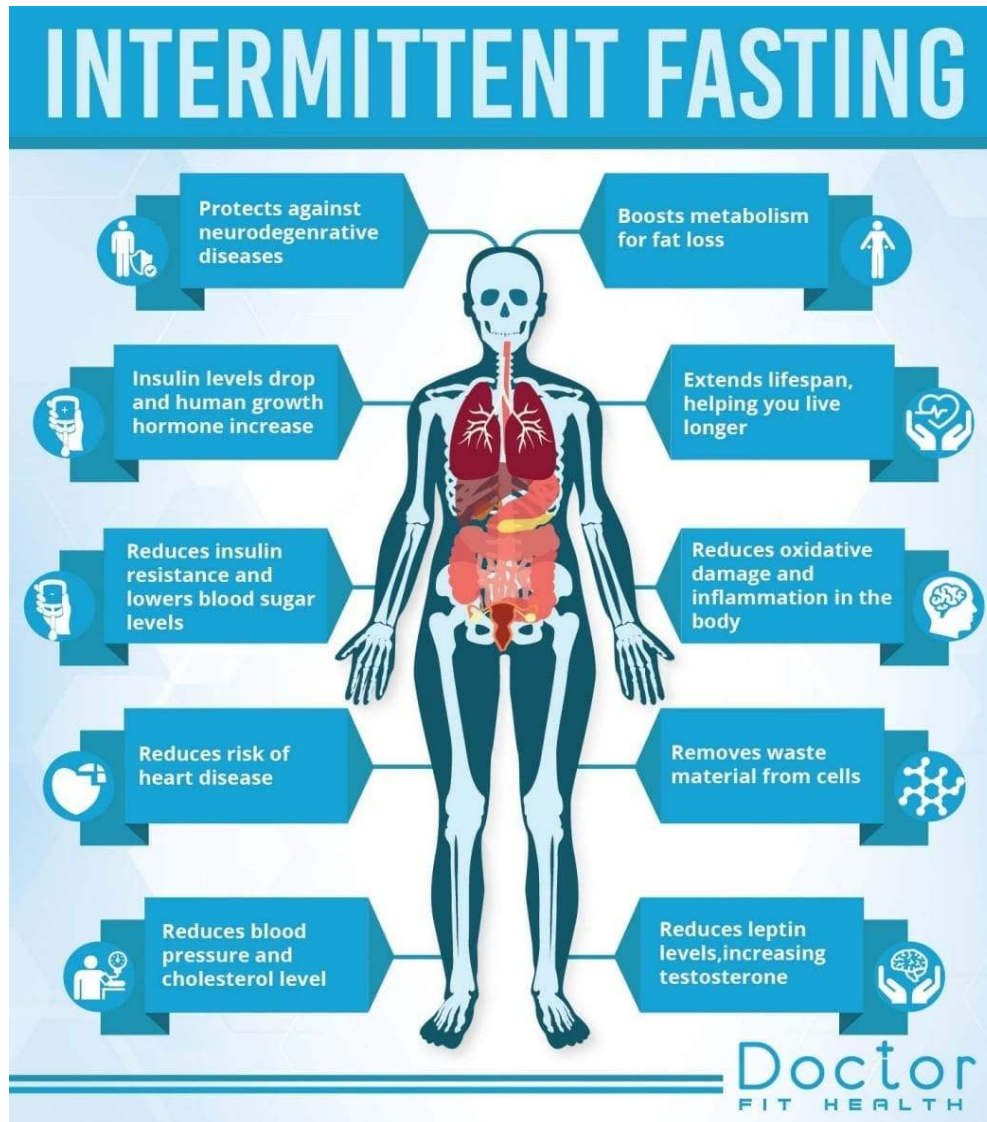 INTERMITTENT FASTING
Protects against
neurodegenrative
diseases
Boosts metabolism
for fat loss
Insulin levels drop
and human growth
hormone increase
Extends lifespan,
helping you live
longer
Reduces insulin
resistance and
lowers blood sugar
levels
Reduces oxidative
damage and
inflammation in the
body
Reduces risk of
heart disease
Removes waste
material from cells
Reduces blood
pressure and
cholesterol level
Reduces leptin
levels,increasing
testosterone
Doctor
FIT HEALTH